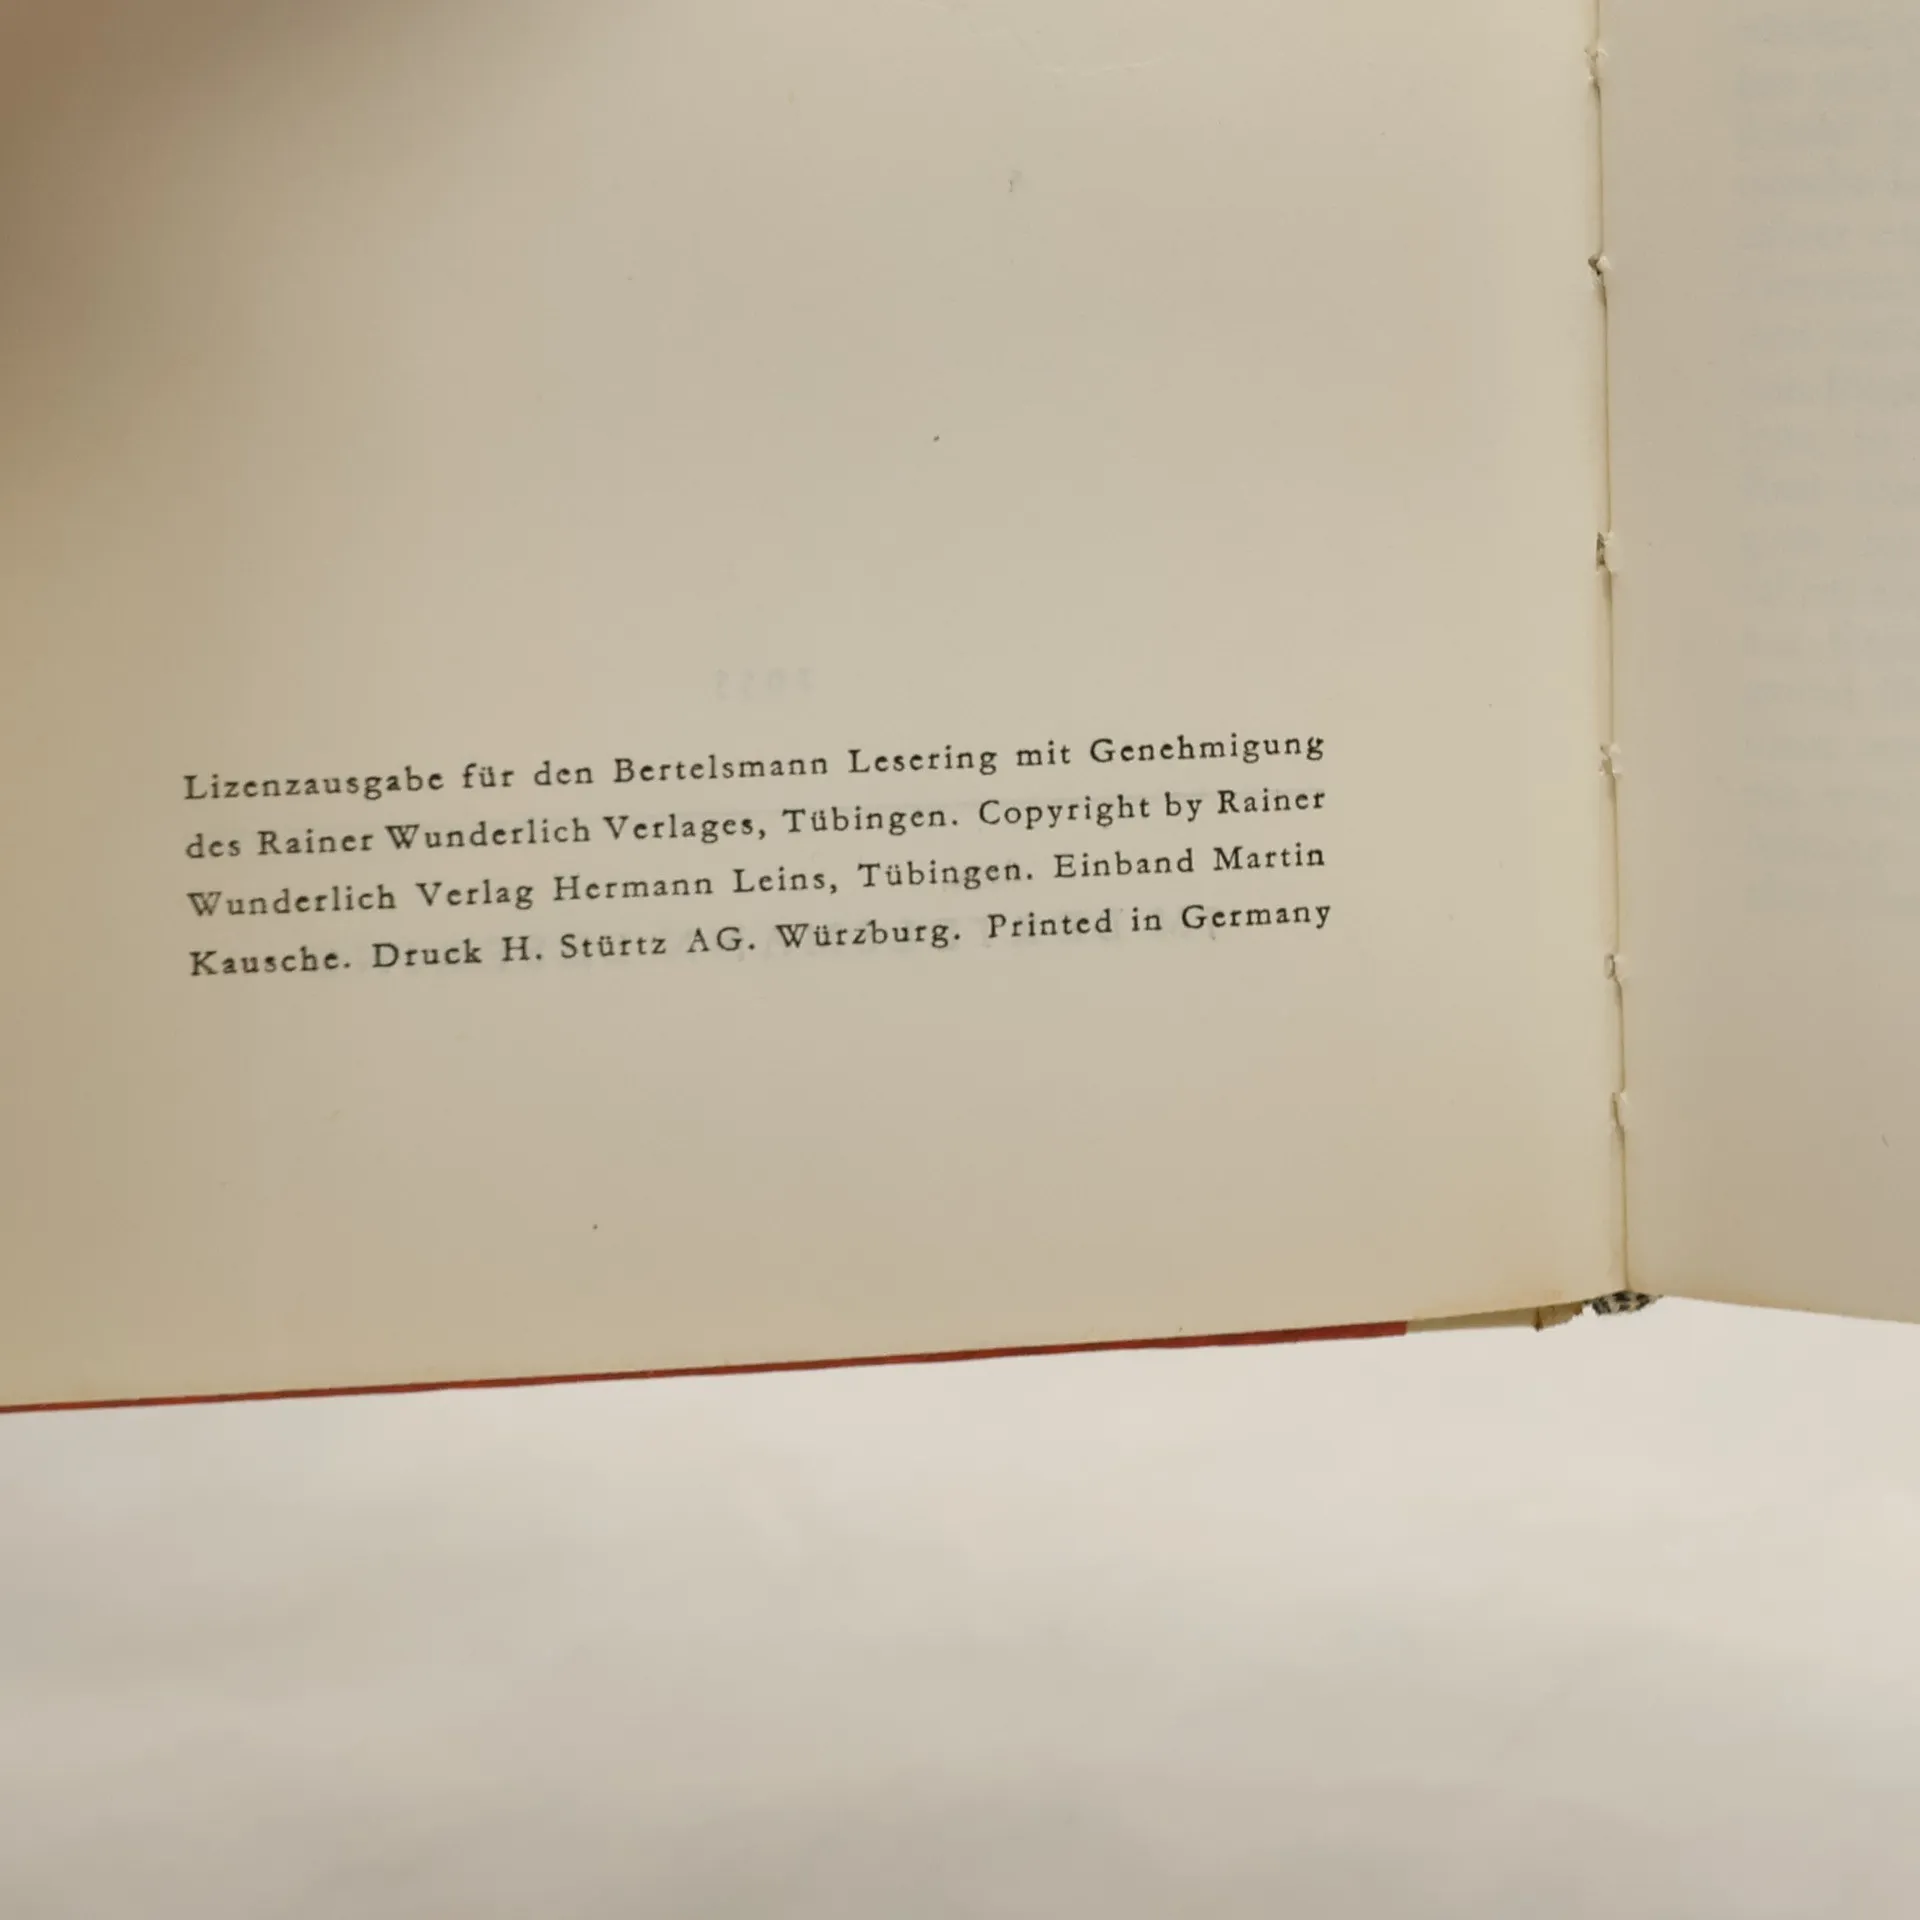 Lizenzausgabe für den Bertelsmann Lesering mit Genehmigung
des Rainer Wunderlich Verlages, Tübingen. Copyright by Rainer
Wunderlich Verlag Hermann Leins, Tübingen. Einband Martin
Kausche. Druck H. Stürtz AG. Würzburg. Printed in Germany